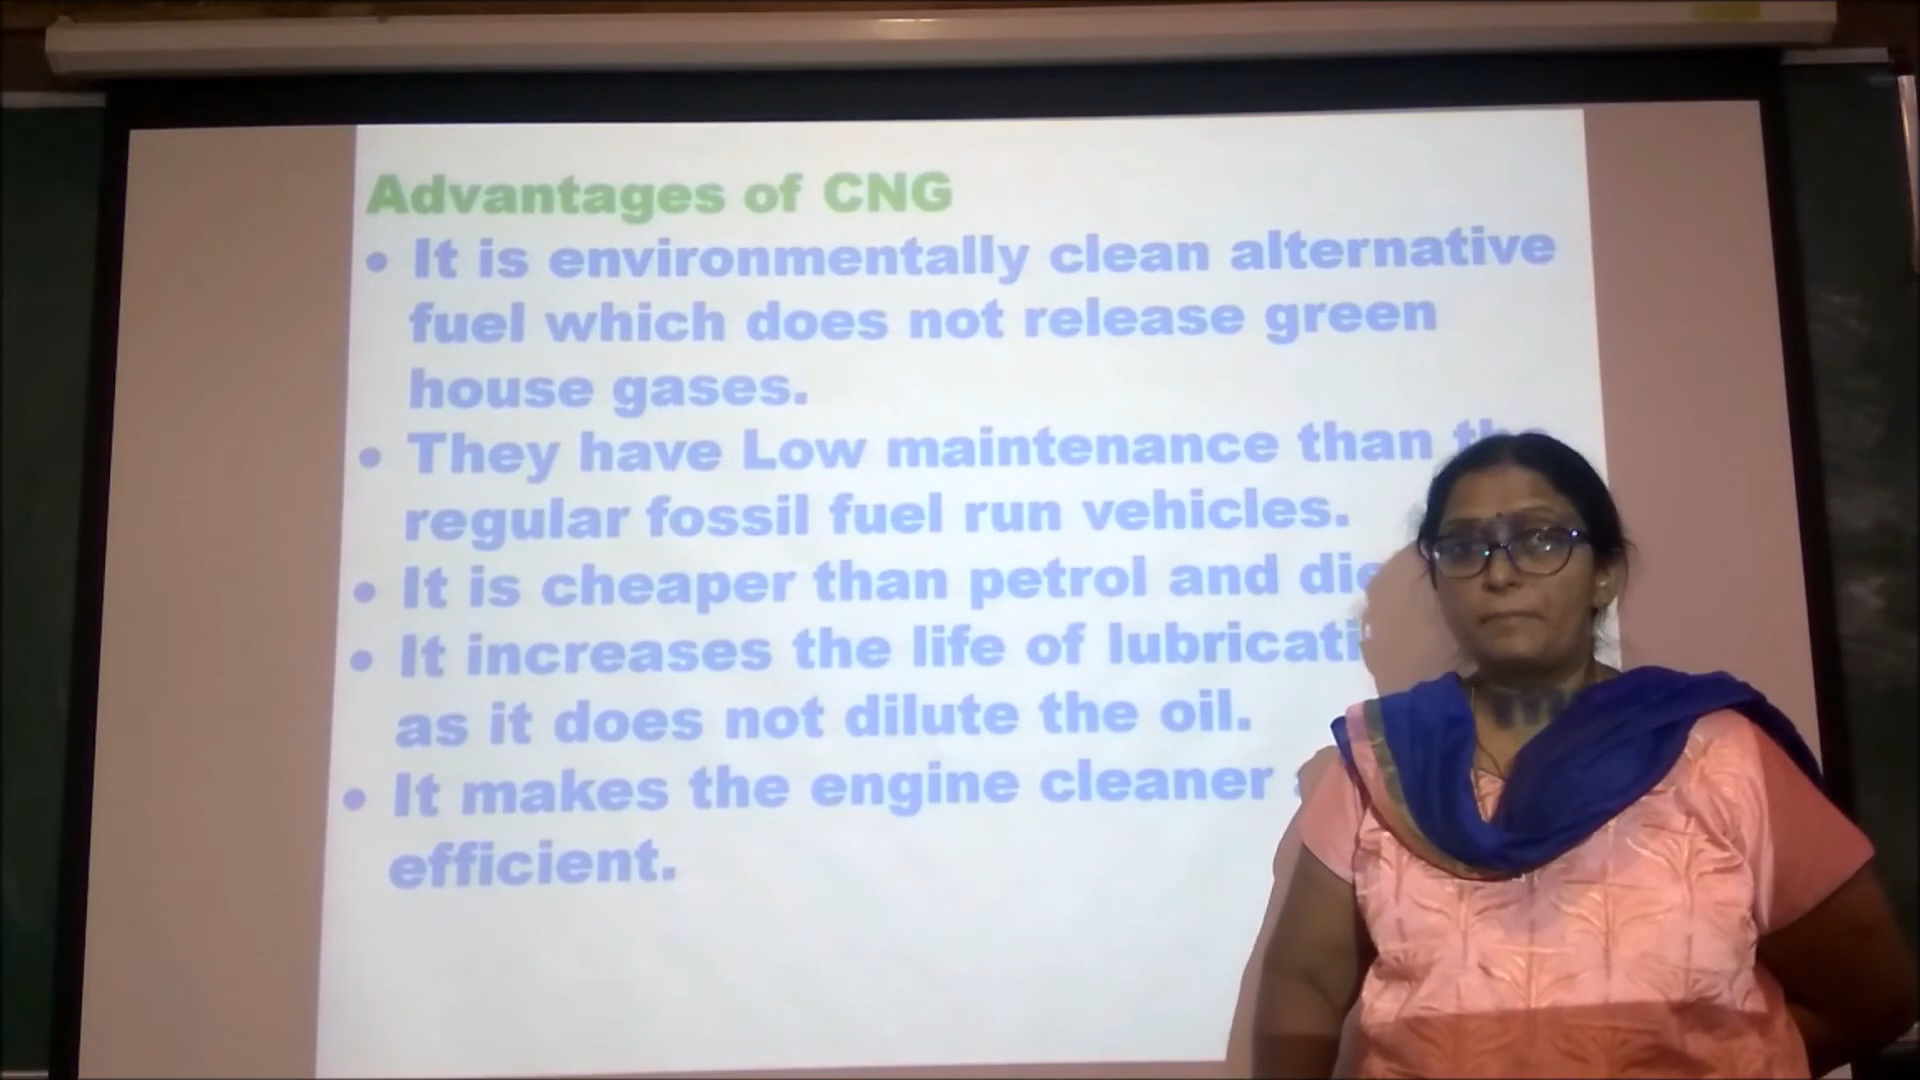 Advantages of CNG
• It is environmentally clean alternative
fuel which does not release green
house gases.
• They have Low maintenance than the
regular fossil fuel run vehicles.
• It is cheaper than petrol and
• It increases the life of
as it does not dilute the oil.
• It makes the engine cleaner
efficient.